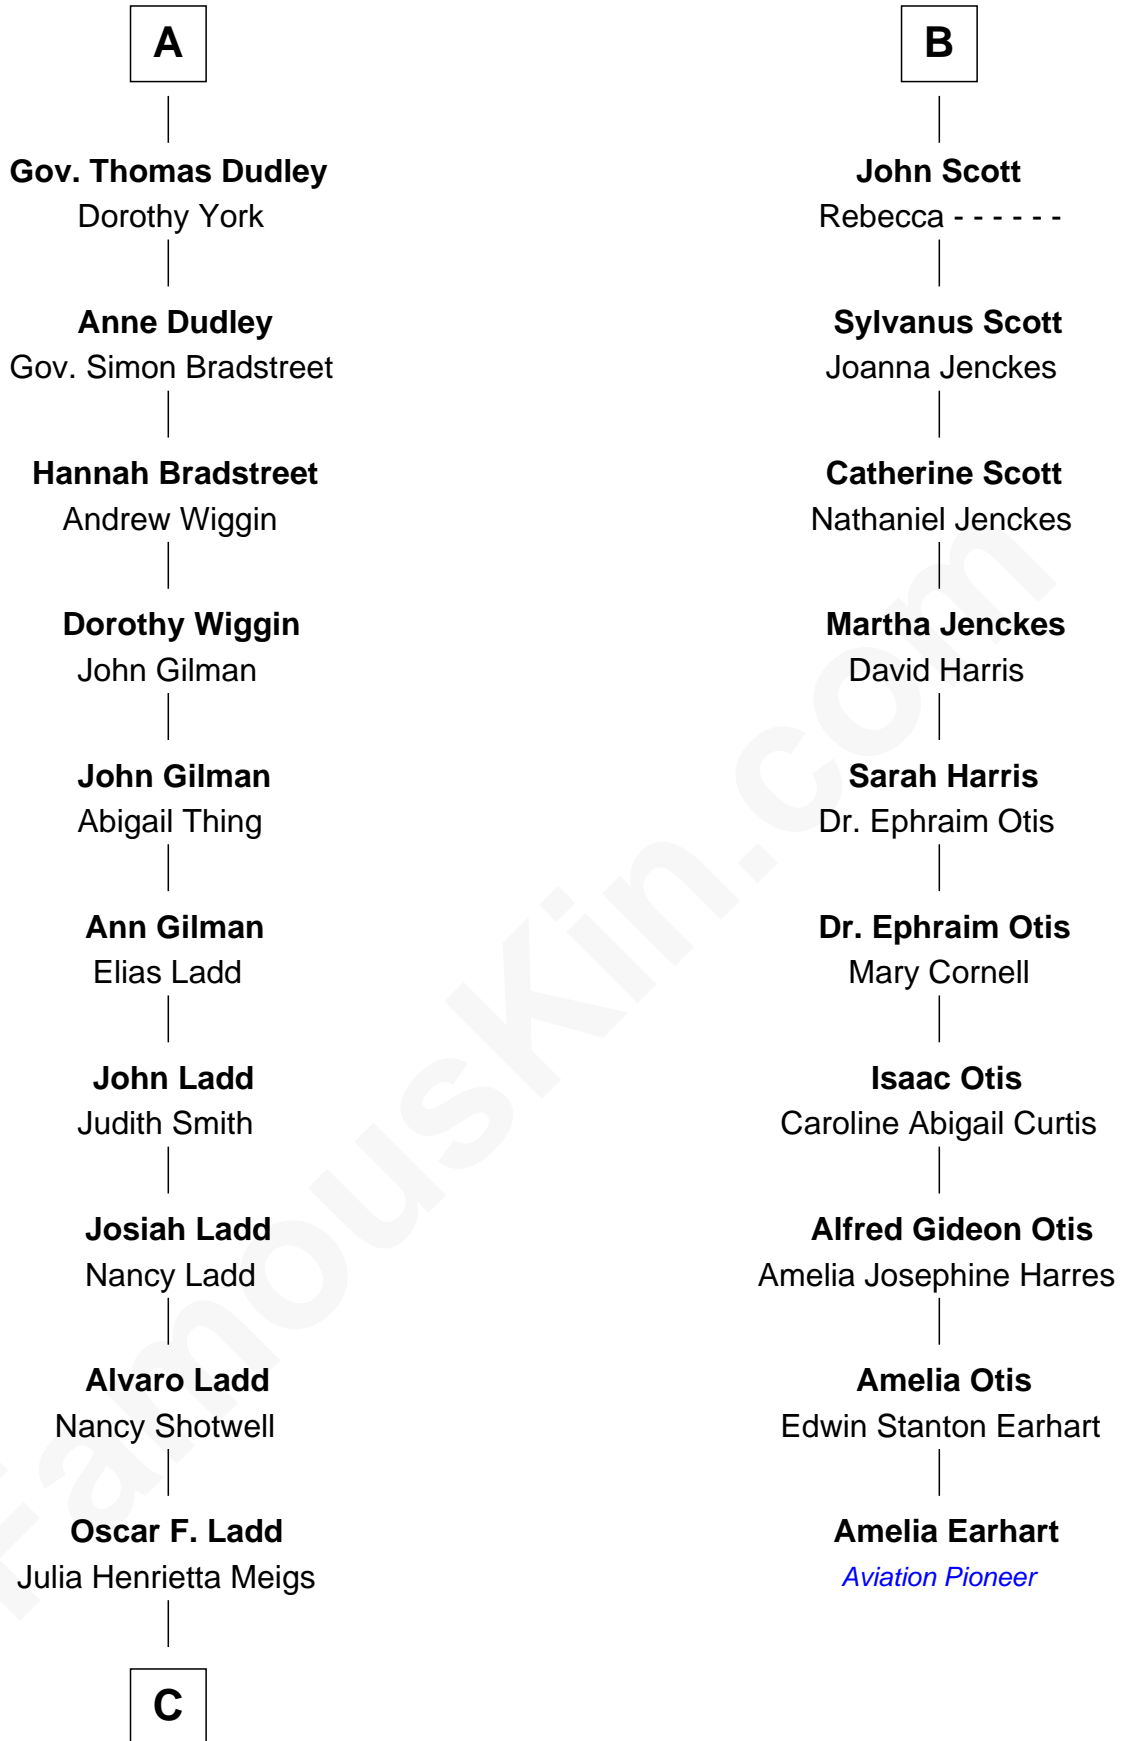 A
Gov. Thomas Dudley
Dorothy York
Anne Dudley
Gov. Simon Bradstreet
Hannah Bradstreet
Andrew Wiggin
Dorothy Wiggin
John Gilman
John Gilman
Abigail Thing
Ann Gilman
Elias Ladd
John Ladd
Judith Smith
Josiah Ladd
Nancy Ladd
Alvaro Ladd
Nancy Shotwell
Oscar F. Ladd
Julia Henrietta Meigs
C
B
John Scott
Rebecca - - - - - -
Sylvanus Scott
Joanna Jenckes
Catherine Scott
Nathaniel Jenckes
Martha Jenckes
David Harris
Sarah Harris
Dr. Ephraim Otis
Dr. Ephraim Otis
Mary Cornell
Isaac Otis
Caroline Abigail Curtis
Alfred Gideon Otis
Amelia Josephine Harres
Amelia Otis
Edwin Stanton Earhart
Amelia Earhart
Aviation Pioneer
FamousKin.com